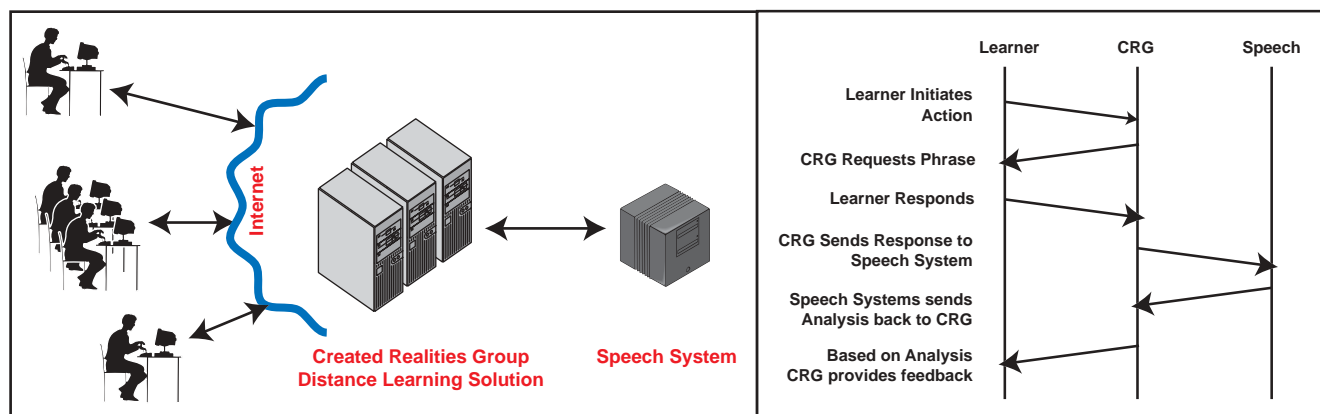 Internet
Created Realities Group
Distance Learning Solution
Speech System
Learner
CRG
Speech
Learner Initiates
Action
CRG Requests Phrase
Learner Responds
CRG Sends Response to
Speech System
Speech Systems sends
Analysis back to CRG
Based on Analysis
CRG provides feedback